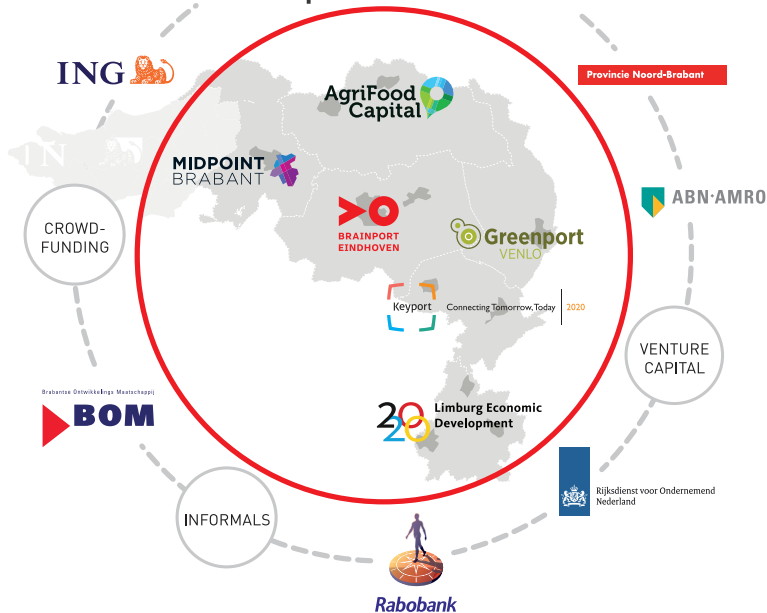 ING
Provincie Noord-Brabant
AgriFood
Capital
MIDPOINT
BRABANT
ABN·AMRO
CROWD-
FUNDING
BRAINPORT
EINDHOVEN
Greenport
VENLO
Keyport
Connecting Tomorrow, Today
2020
VENTURE
CAPITAL
Brabantse Ontwikkelings Maatschappij
BOM
2020
Limburg Economic
Development
Rijksdienst voor Ondernemend
Nederland
INFORMALS
Rabobank